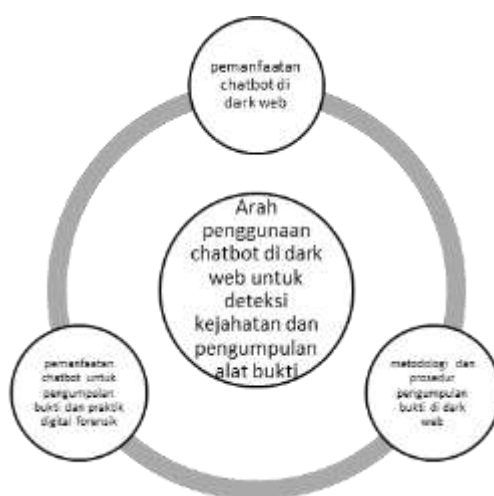 pemanfaatan
chatbot di
dark web
Arah
penggunaan
chatbot di dark
web untuk
deteksi
kejahatan dan
pengumpulan
alat bukti
pemanfaatan
chatbot untuk
pengumpulan
bukti dan praktik
digital forensik
metodologi dan
prosedur
pengumpulan
bukti di dark
web